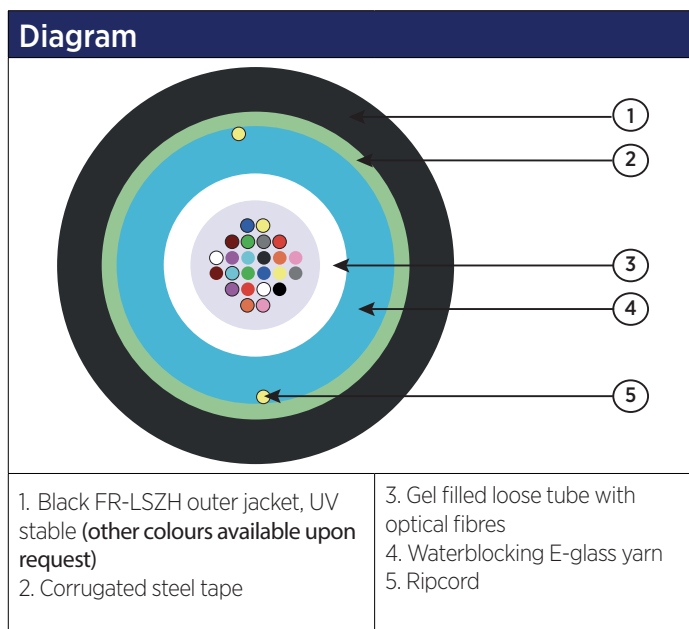 Diagram
1
2
3
4
5
1. Black FR-LSZH outer jacket, UV
stable (other colours available upon
request)
2. Corrugated steel tape
3. Gel filled loose tube with
optical fibres
4. Waterblocking E-glass yarn
5. Ripcord